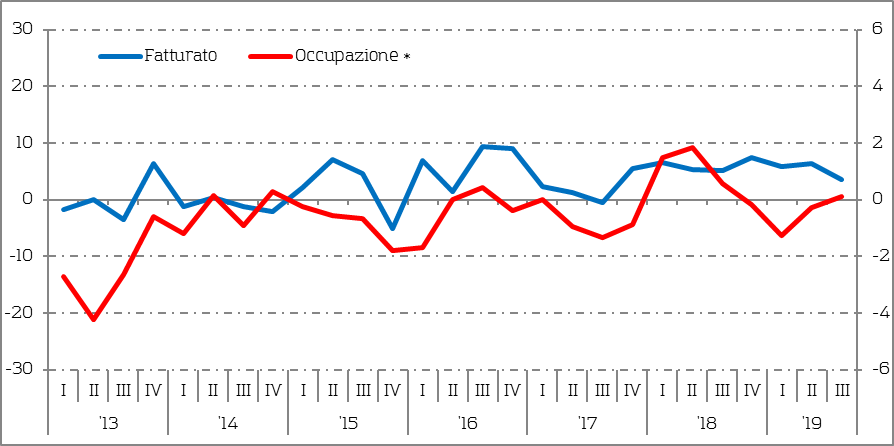 30 6
Fatturato Occupazione *
20 4
10 2
0 0
-10 -2
-20 -4
-30 -6
I II III IV I II III IV I II III IV I II III IV I II III IV I II III IV I II III
'13 '14 '15 '16 '17 '18 '19